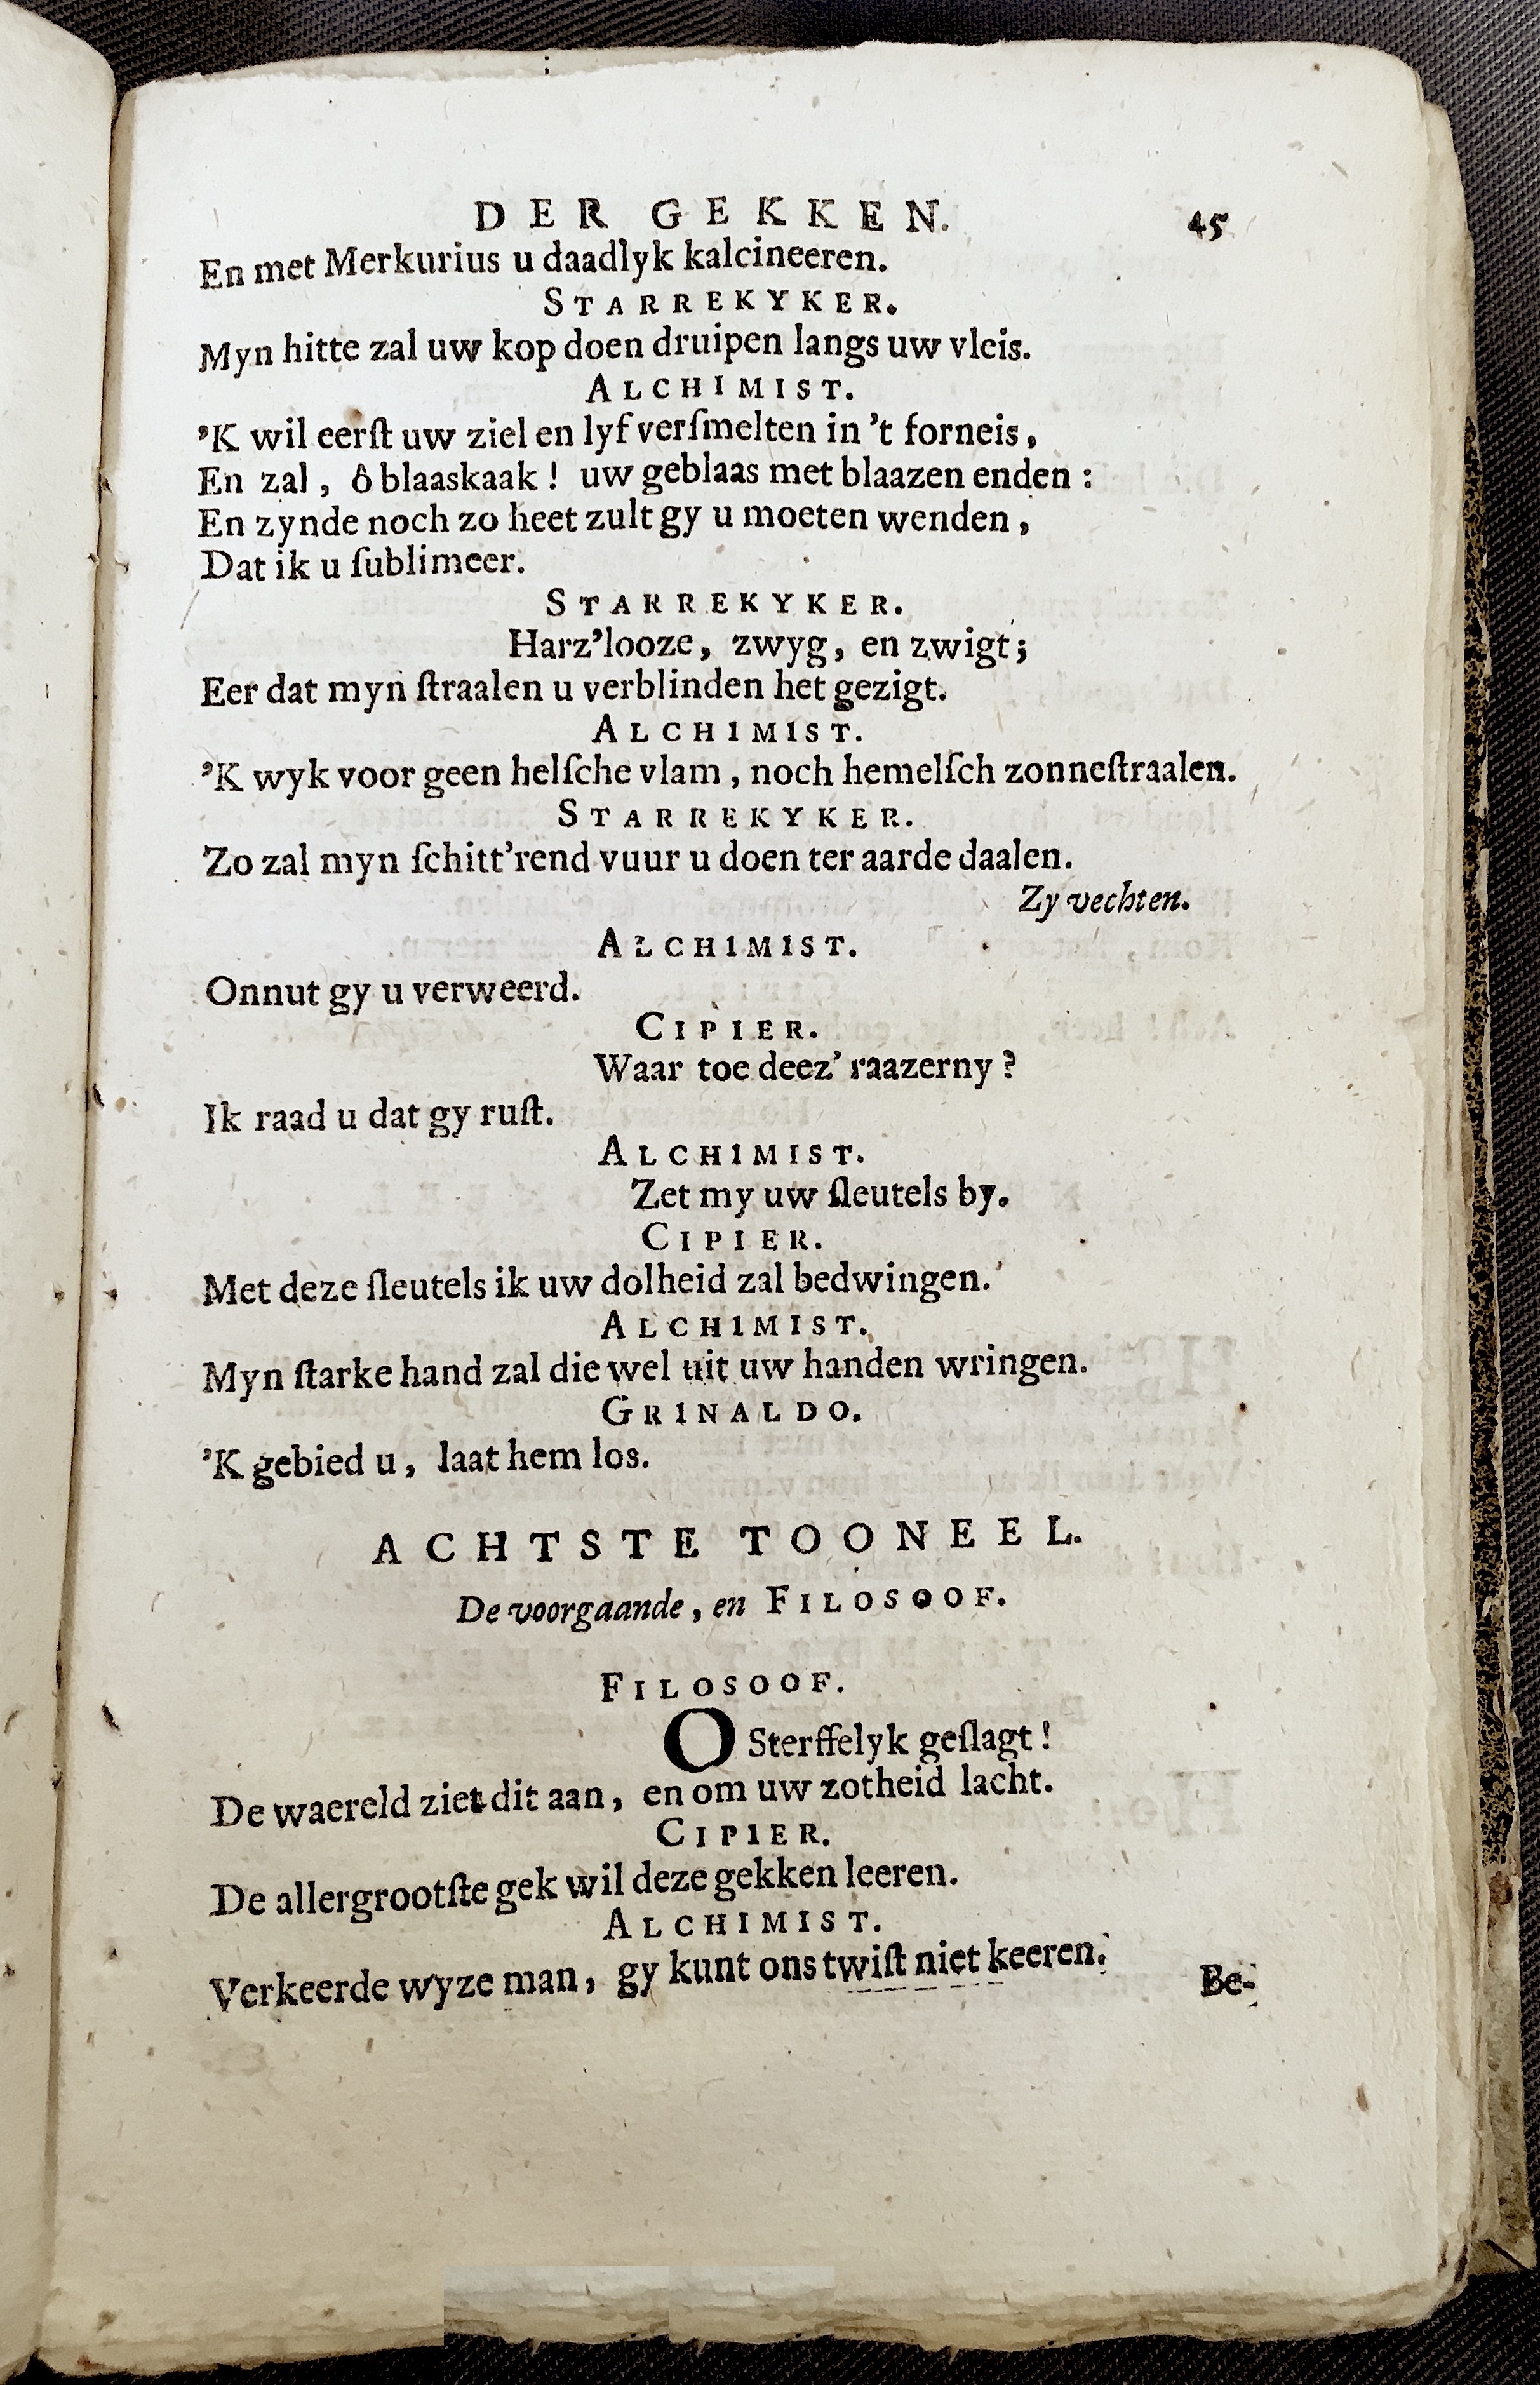 DER GEKKEN. 45
En met Merkurius u daadlyk kalcineeren.
STARREKYKER.
Myn hitte zal uw kop doen druipen langs uw vleis.
ALCHIMIST.
'K wil eerſt uw ziel en lyf verſmelten in 't forneis,
En zal, ô blaaskaak! uw geblaas met blaazen enden:
En zynde noch zo heet zult gy u moeten wenden,
Dat ik u ſublimeer.
STARREKYKER.
Harz'looze, zwyg, en zwigt;
Eer dat myn ſtraalen u verblinden het gezigt.
ALCHIMIST.
'K wyk voor geen helſche vlam, noch hemelſch zonneſtraalen.
STARREKYKER.
Zo zal myn ſchitt'rend vuur u doen ter aarde daalen.
Zy vechten.
ALCHIMIST.
Onnut gy u verweerd.
CIPIER.
Waar toe deez' raazerny?
Ik raad u dat gy ruſt.
ALCHIMIST.
Zet my uw ſleutels by.
CIPIER.
Met deze ſleutels ik uw dolheid zal bedwingen.
ALCHIMIST.
Myn ſtarke hand zal die wel uit uw handen wringen.
GRINALDO.
'K gebied u, laat hem los.
ACHTSTE TOONEEL.
De voorgaande, en FILOSOOF.
FILOSOOF.
O Sterffelyk geſlagt!
De waereld ziet dit aan, en om uw zotheid lacht.
CIPIER.
De allergrootſte gek wil deze gekken leeren.
ALCHIMIST.
Verkeerde wyze man, gy kunt ons twiſt niet keeren.
Be-